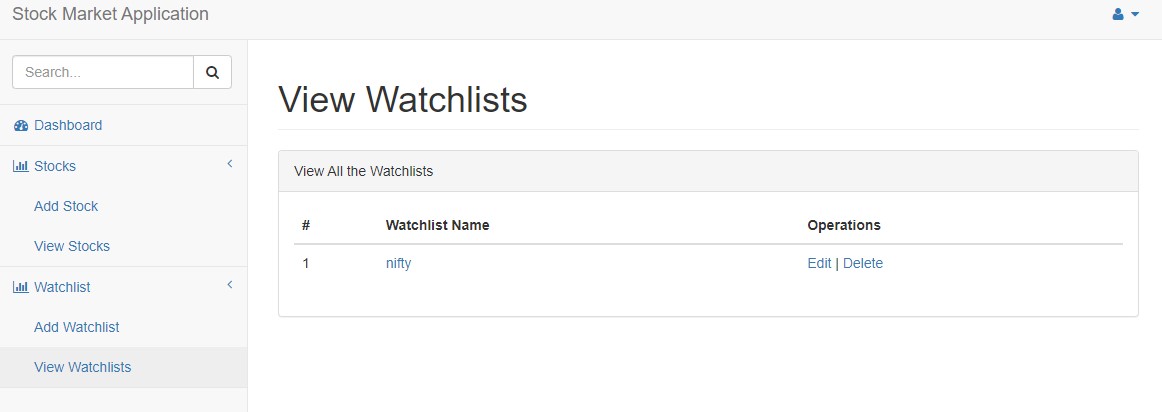 Stock Market Application
Search...
Dashboard
Stocks
Add Stock
View Stocks
Watchlist
Add Watchlist
View Watchlists
View Watchlists
View All the Watchlists
# Watchlist Name Operations
1 nifty Edit | Delete